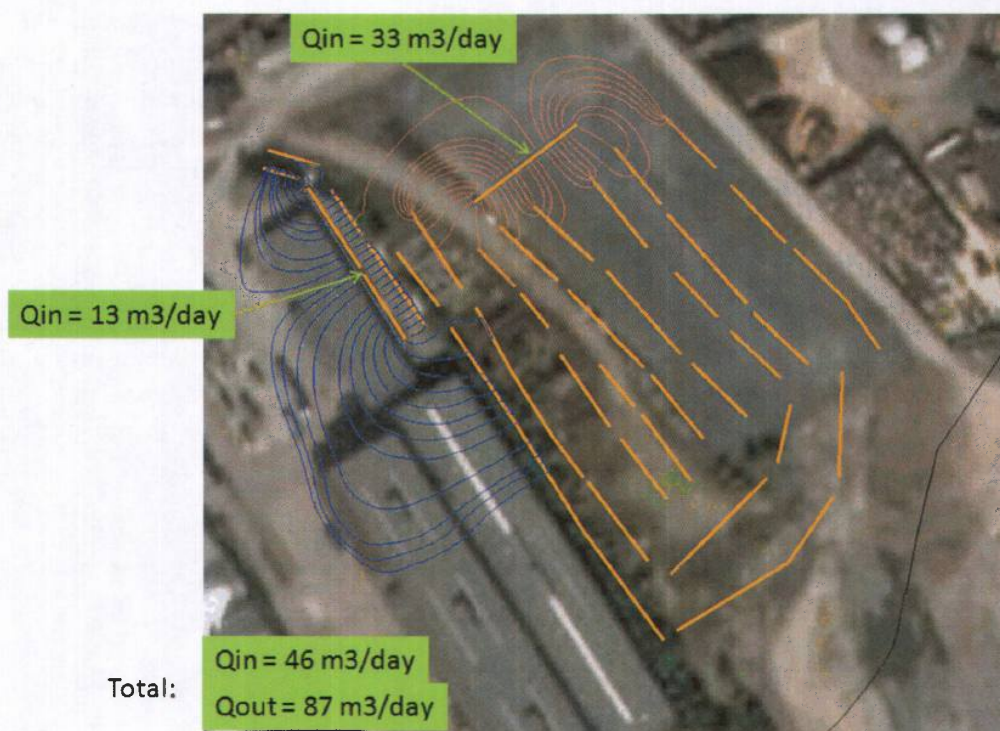 Qin = 33 m3/day
Qin = 13 m3/day
Total:
Qin = 46 m3/day
Qout = 87 m3/day